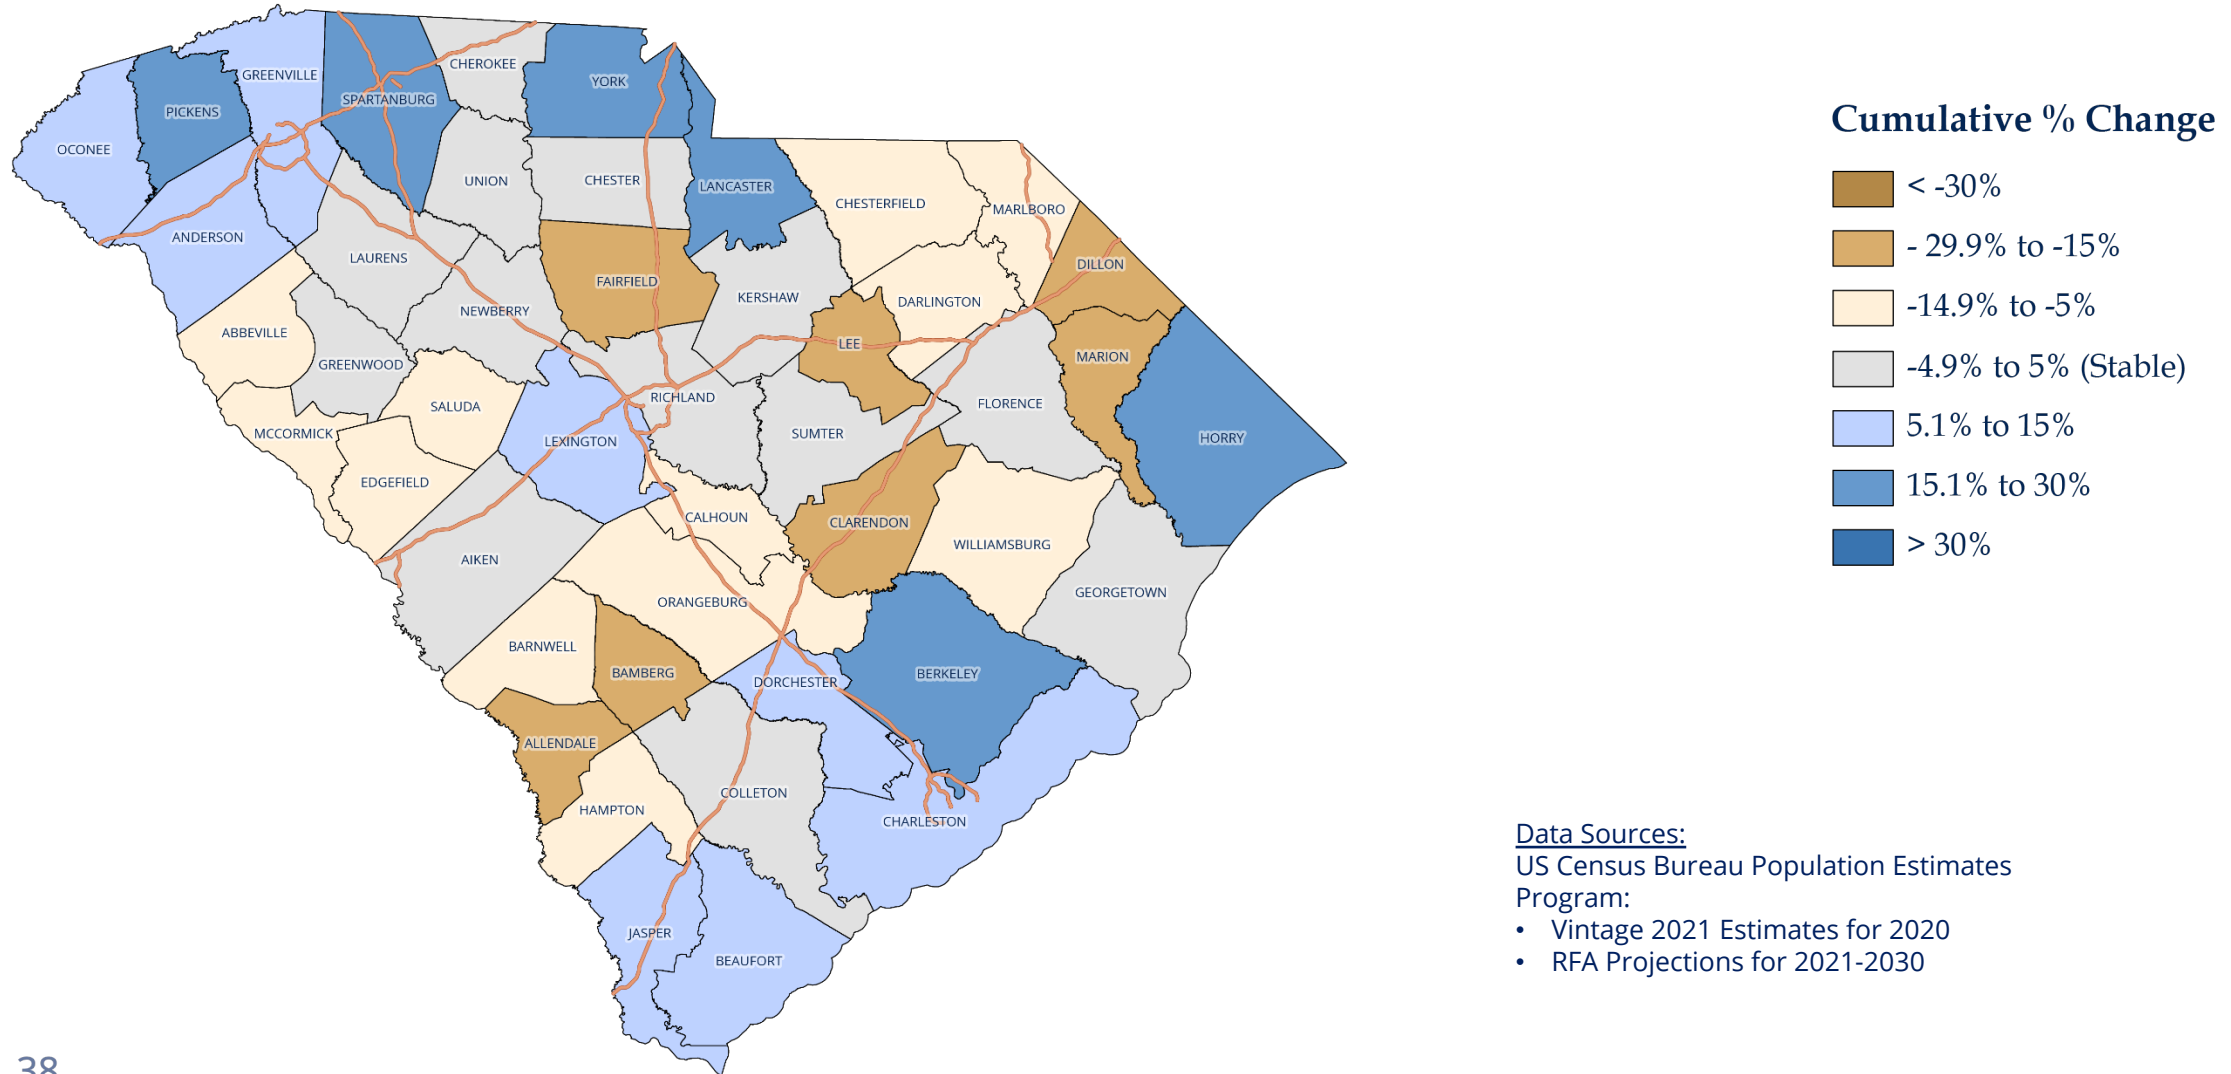 CHEROKEE
GREENVILLE
YORK
SPARTANBURG
PICKENS
OCONEE
UNION
CHESTER
LANCASTER
CHESTERFIELD
MARLBORO
ANDERSON
LAURENS
DILLON
FAIRFIELD
KERSHAW
DARLINGTON
NEWBERRY
ABBEVILLE
LEE
MARION
GREENWOOD
RICHLAND
SALUDA
FLORENCE
MCCORMICK
SUMTER
LEXINGTON
HORRY
EDGEFIELD
CALHOUN
CLARENDON
WILLIAMSBURG
AIKEN
GEORGETOWN
ORANGEBURG
BARNWELL
BAMBERG
BERKELEY
DORCHESTER
ALLENDALE
COLLETON
HAMPTON
CHARLESTON
JASPER
BEAUFORT
Cumulative % Change
< -30%
- 29.9% to -15%
-14.9% to -5%
-4.9% to 5% (Stable)
5.1% to 15%
15.1% to 30%
> 30%
Data Sources:
US Census Bureau Population Estimates
Program:
• Vintage 2021 Estimates for 2020
• RFA Projections for 2021-2030
38